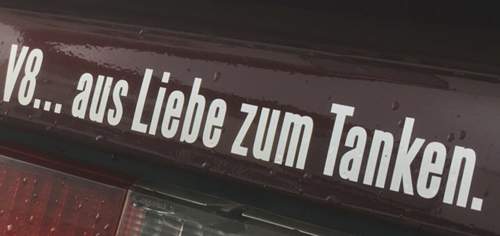 V8... aus Liebe zum Tanken.